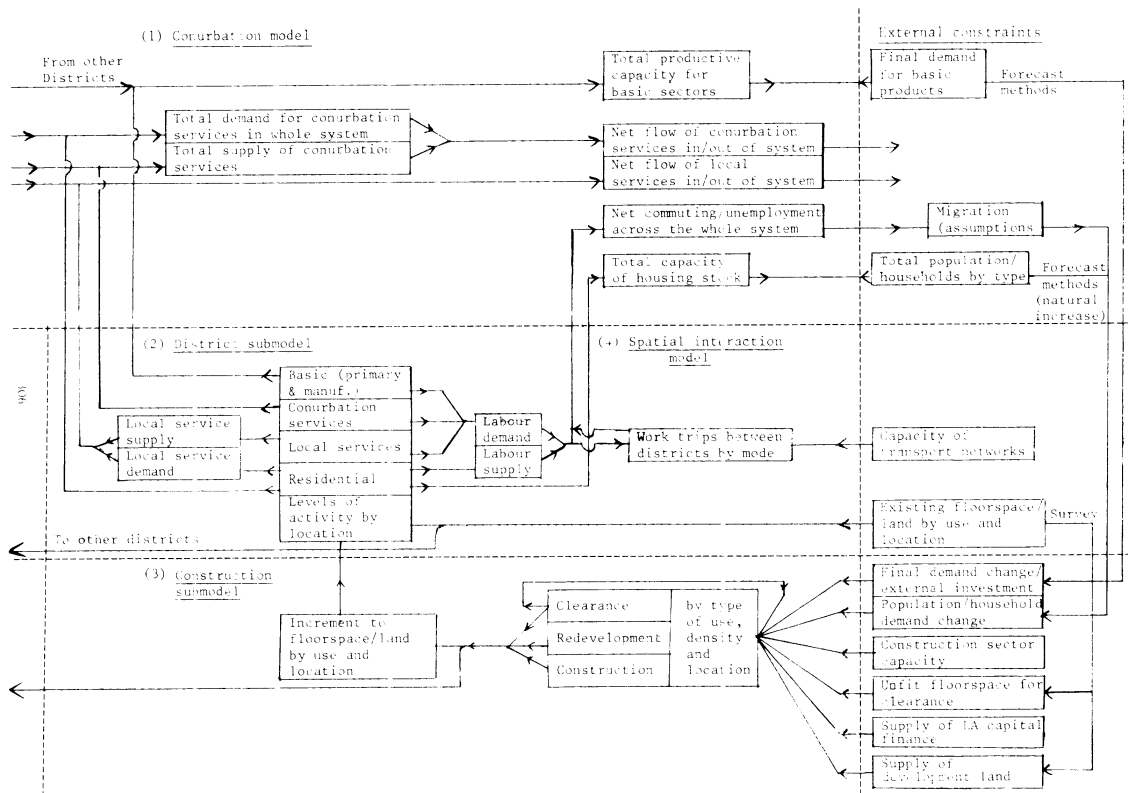 (1) Conurbation model
External constraints
From other
Districts
Total productive
capacity for
basic sectors
Final demand
for basic
products
Forecast
methods
Total demand for conurbation
services in whole system
Total supply of conurbation
services
Net flow of conurbation
services in/out of system
Net flow of local
services in/out of system
Net commuting/unemployment
across the whole system
Migration
(assumptions
Total capacity
of housing stock
Total population/
households by type
Forecast
methods
(natural
increase)
(2) District submodel
(4) Spatial interaction
model
306
Basic (primary
& manuf.)
Conurbation
services
Local services
Residential
Levels of
activity by
location
Local service
supply
Local service
demand
Labour
demand
Labour
supply
Work trips between
districts by mode
Capacity of
transport networks
Existing floorspace/
land by use and
location
Survey
To other districts
(3) Construction
submodel
Increment to
floorspace/land
by use and
location
Clearance
Redevelopment
Construction
by type
of use,
density
and
location
Final demand change/
external investment
Population/household
demand change
Construction sector
capacity
Unfit floorspace for
clearance
Supply of LA capital
finance
Supply of
development land